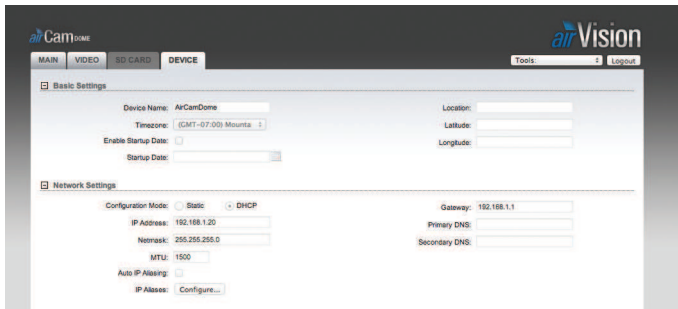 airCam DOME
airVision
MAIN VIDEO SD CARD DEVICE
Tools: Logout
Basic Settings
Device Name: AirCamDome
Location:
Timezone: (GMT-07:00) Mounta
Latitude:
Enable Startup Date:
Longitude:
Startup Date:
Network Settings
Configuration Mode: Static DHCP
Gateway: 192.168.1.1
IP Address: 192.168.1.20
Primary DNS:
Netmask: 255.255.255.0
Secondary DNS:
MTU: 1500
Auto IP Aliasing:
IP Aliases: Configure...